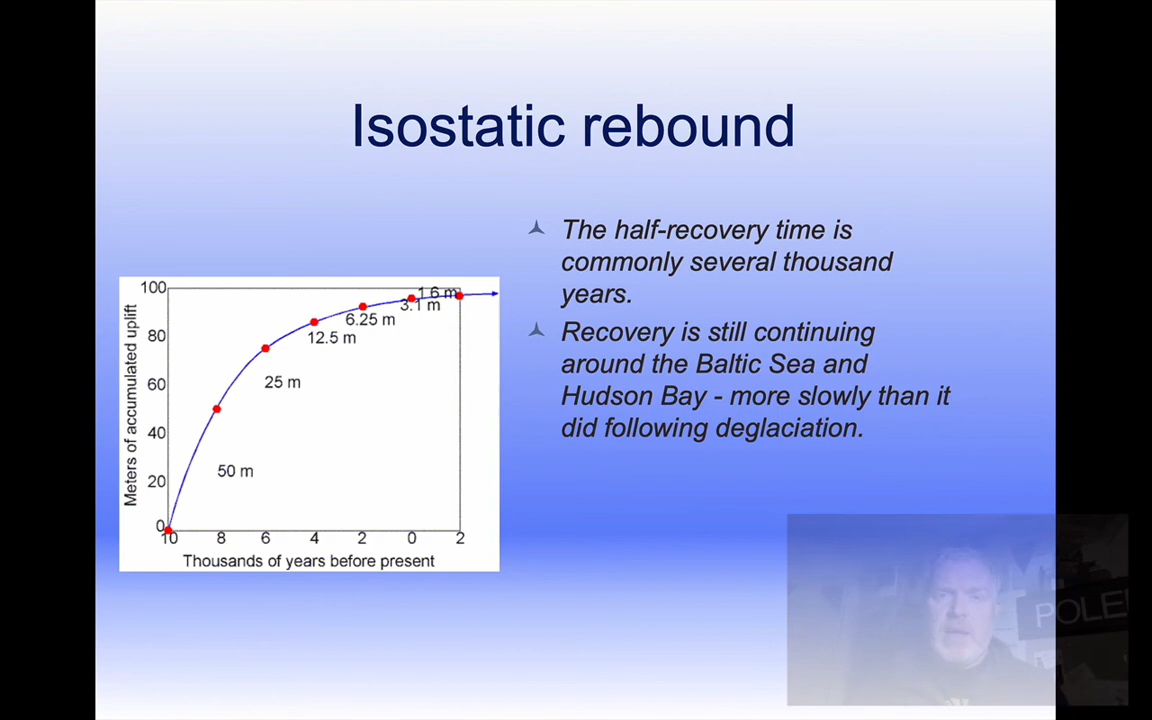 Isostatic rebound
The half-recovery time is
commonly several thousand
years.
Recovery is still continuing
around the Baltic Sea and
Hudson Bay - more slowly than it
did following deglaciation.
Meters of accumulated uplift
100
80
60
40
20
0
1.6 m
3.1 m
6.25 m
12.5 m
25 m
50 m
10 8 6 4 2 0 2
Thousands of years before present